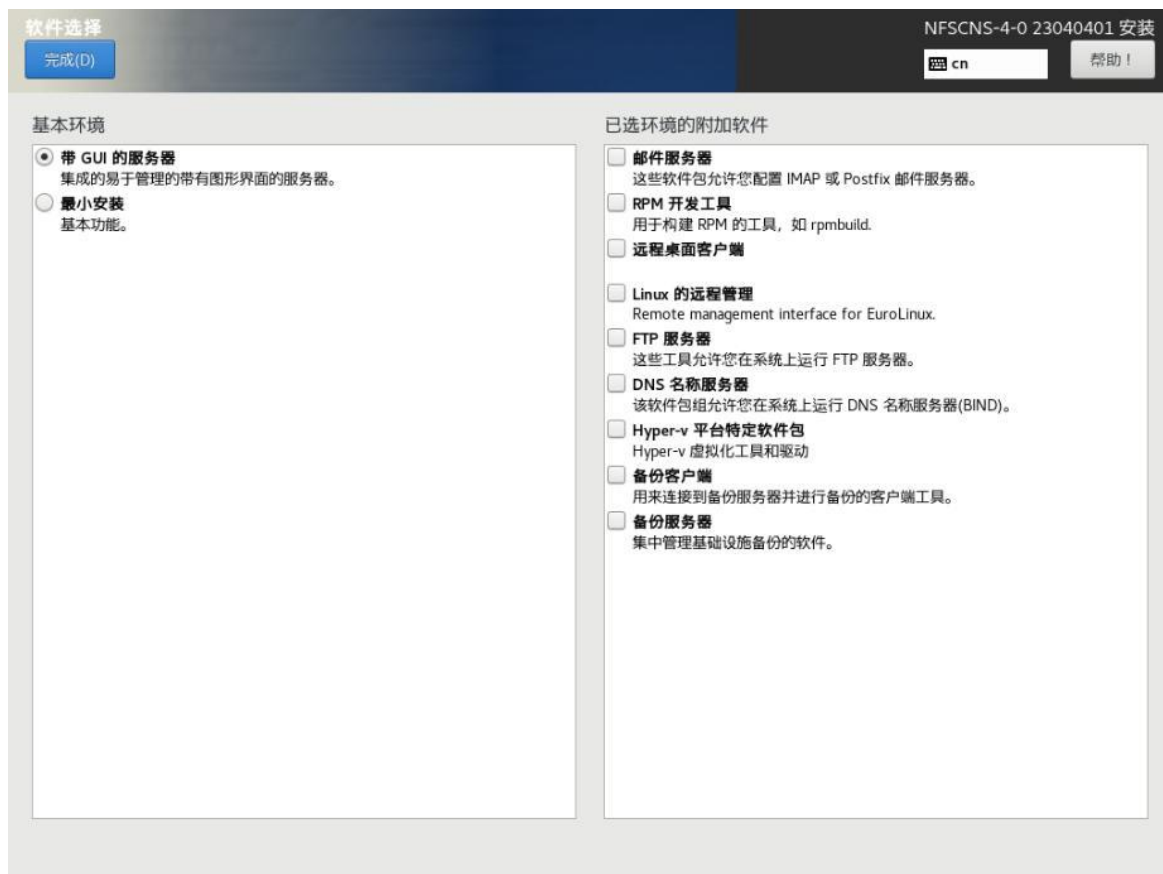 软件选择
完成(D)
NFSCNS-4-0 23040401 安装
cn
帮助！
基本环境
带 GUI 的服务器
集成的易于管理的带有图形界面的服务器。
最小安装
基本功能。
已选环境的附加软件
邮件服务器
这些软件包允许您配置 IMAP 或 Postfix 邮件服务器。
RPM 开发工具
用于构建 RPM 的工具，如 rpmbuild.
远程桌面客户端
Linux 的远程管理
Remote management interface for EuroLinux.
FTP 服务器
这些工具允许您在系统上运行 FTP 服务器。
DNS 名称服务器
该软件包组允许您在系统上运行 DNS 名称服务器(BIND)。
Hyper-v 平台特定软件包
Hyper-v 虚拟化工具和驱动
备份客户端
用来连接到备份服务器并进行备份的客户端工具。
备份服务器
集中管理基础设施备份的软件。